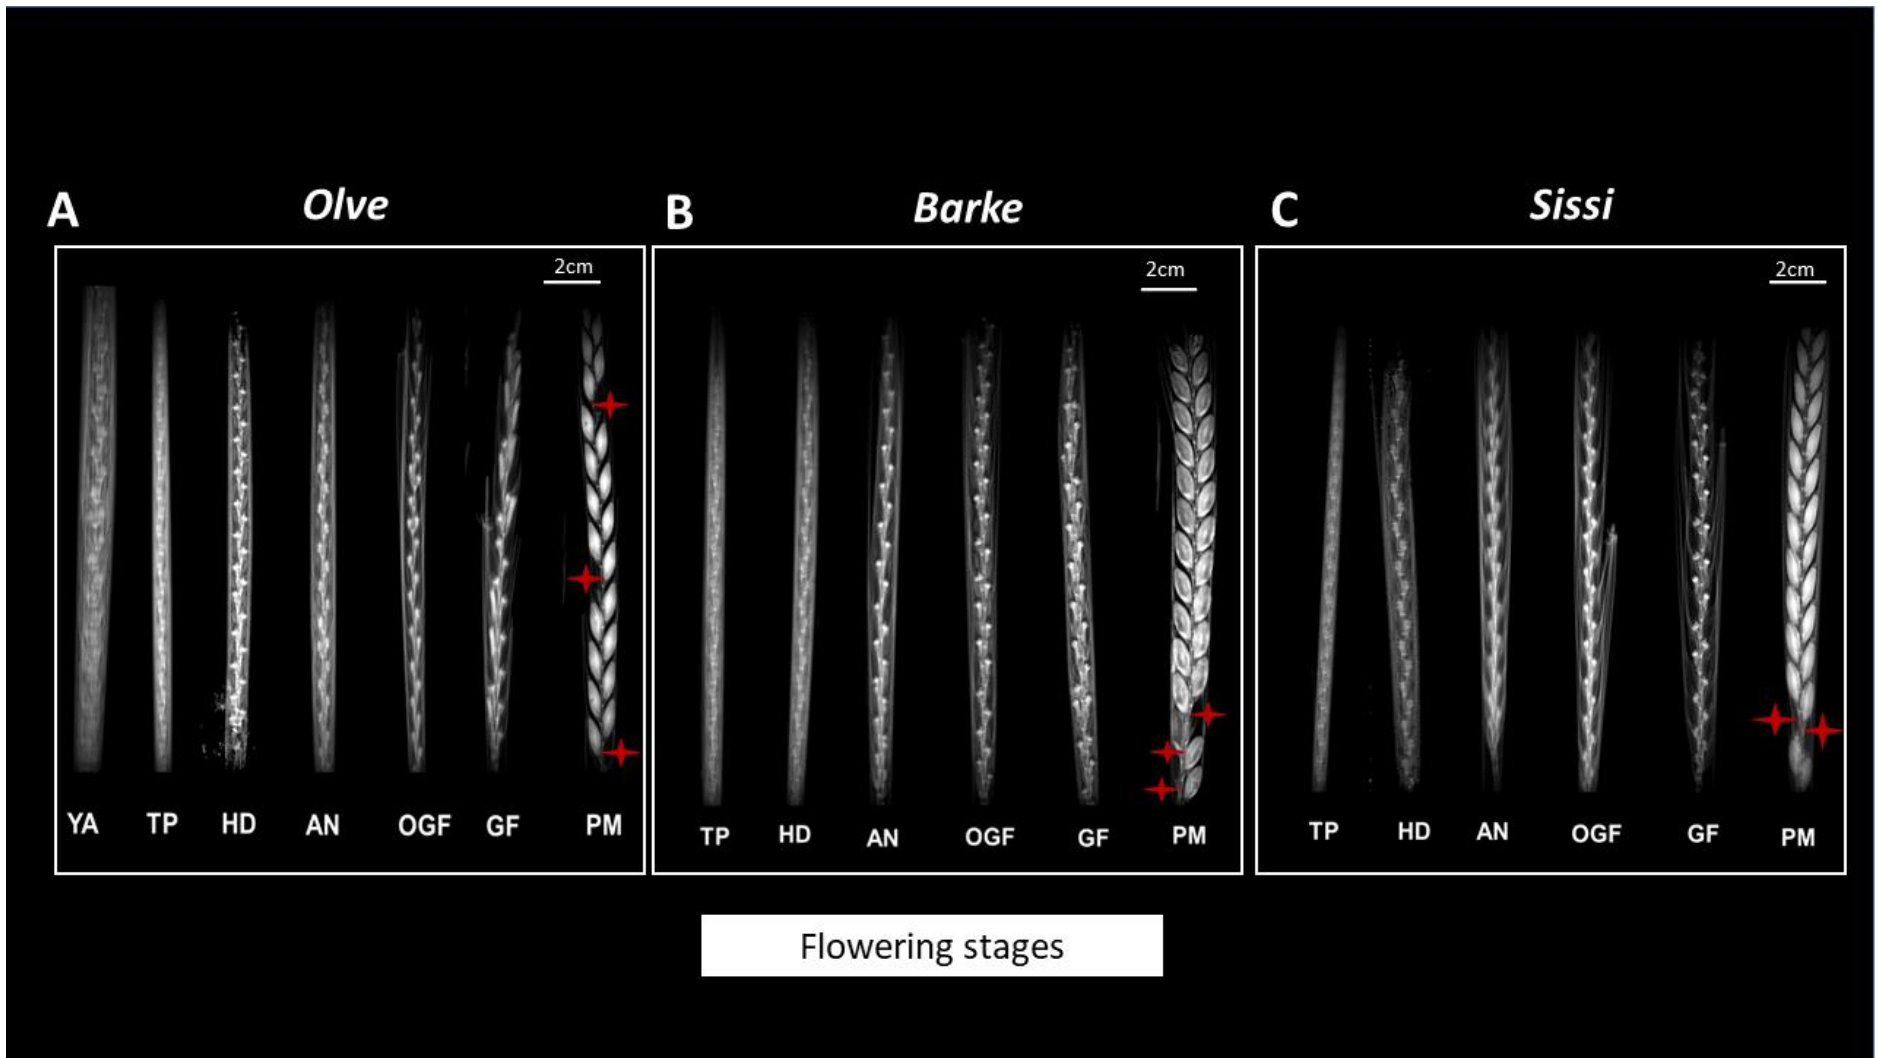 A
Olve
B
Barke
C
Sissi
2cm
2cm
2cm
YA TP HD AN OGF GF PM
TP HD AN OGF GF PM
TP HD AN OGF GF PM
Flowering stages